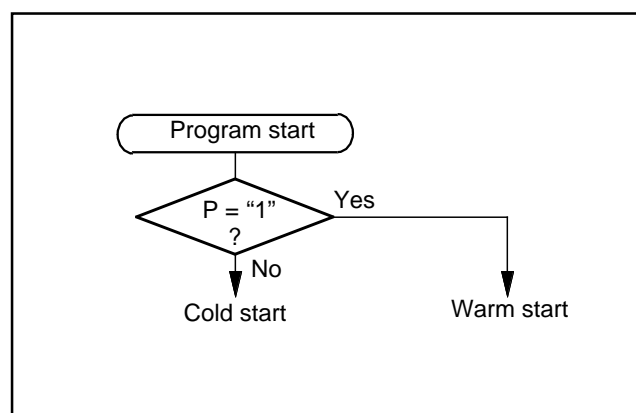 Program start
P = “1”
?
Yes
No
Cold start
Warm start